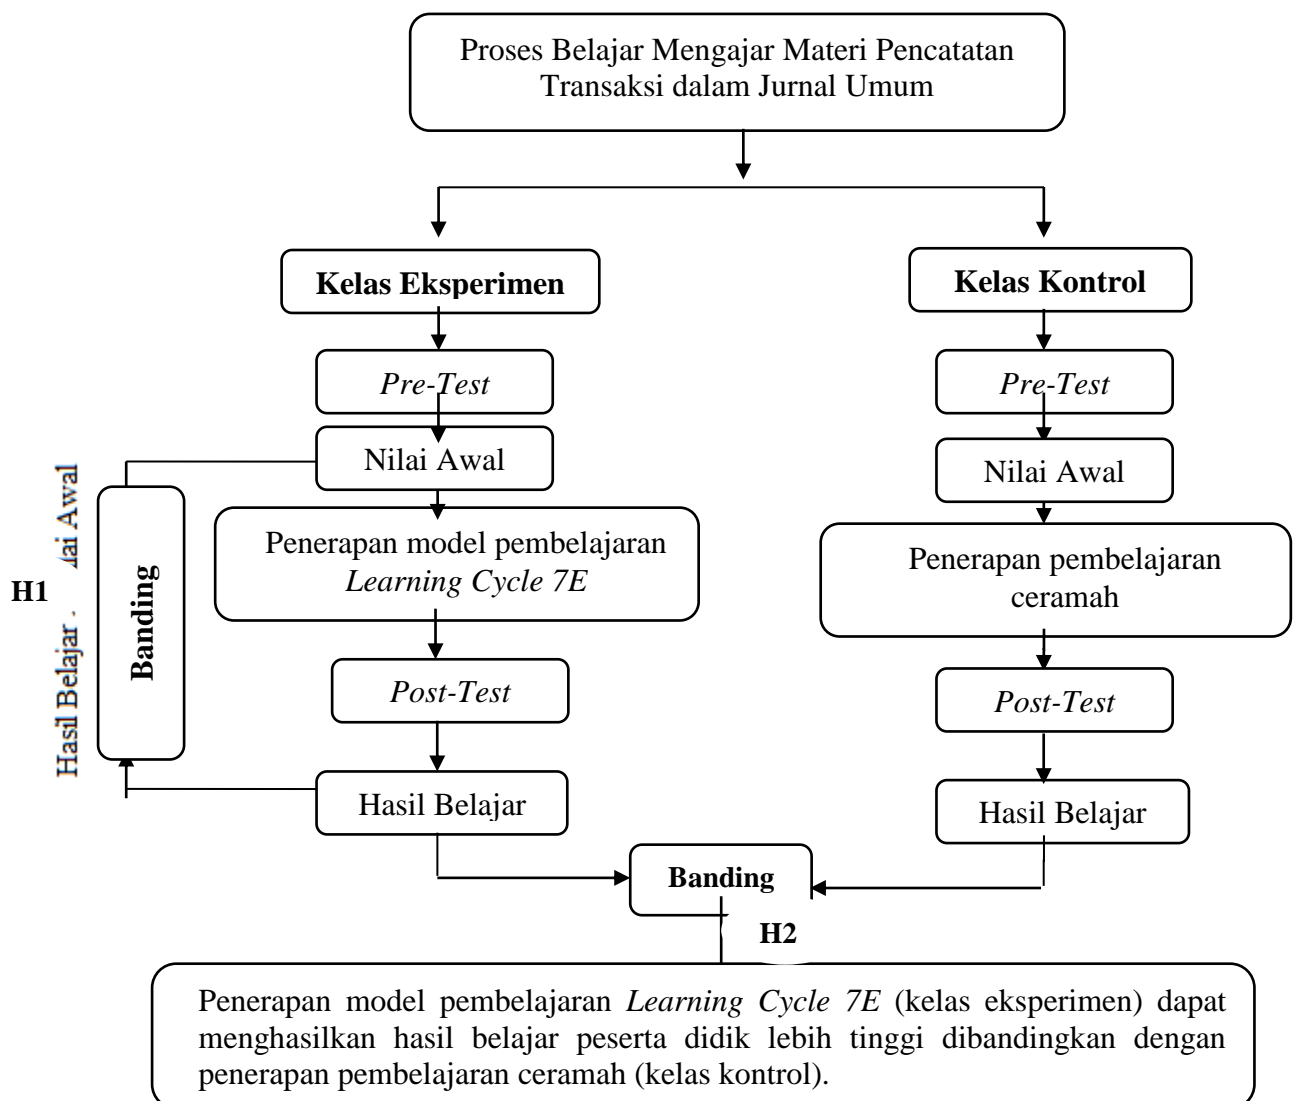 Proses Belajar Mengajar Materi Pencatatan
Transaksi dalam Jurnal Umum
Kelas Eksperimen
Kelas Kontrol
Pre-Test
Pre-Test
Nilai Awal
Nilai Awal
Penerapan model pembelajaran
Learning Cycle 7E
Penerapan pembelajaran
ceramah
H1
Hasil Belajar
Awal
Banding
Post-Test
Post-Test
Hasil Belajar
Hasil Belajar
Banding
H2
Penerapan model pembelajaran Learning Cycle 7E (kelas eksperimen) dapat
menghasilkan hasil belajar peserta didik lebih tinggi dibandingkan dengan
penerapan pembelajaran ceramah (kelas kontrol).